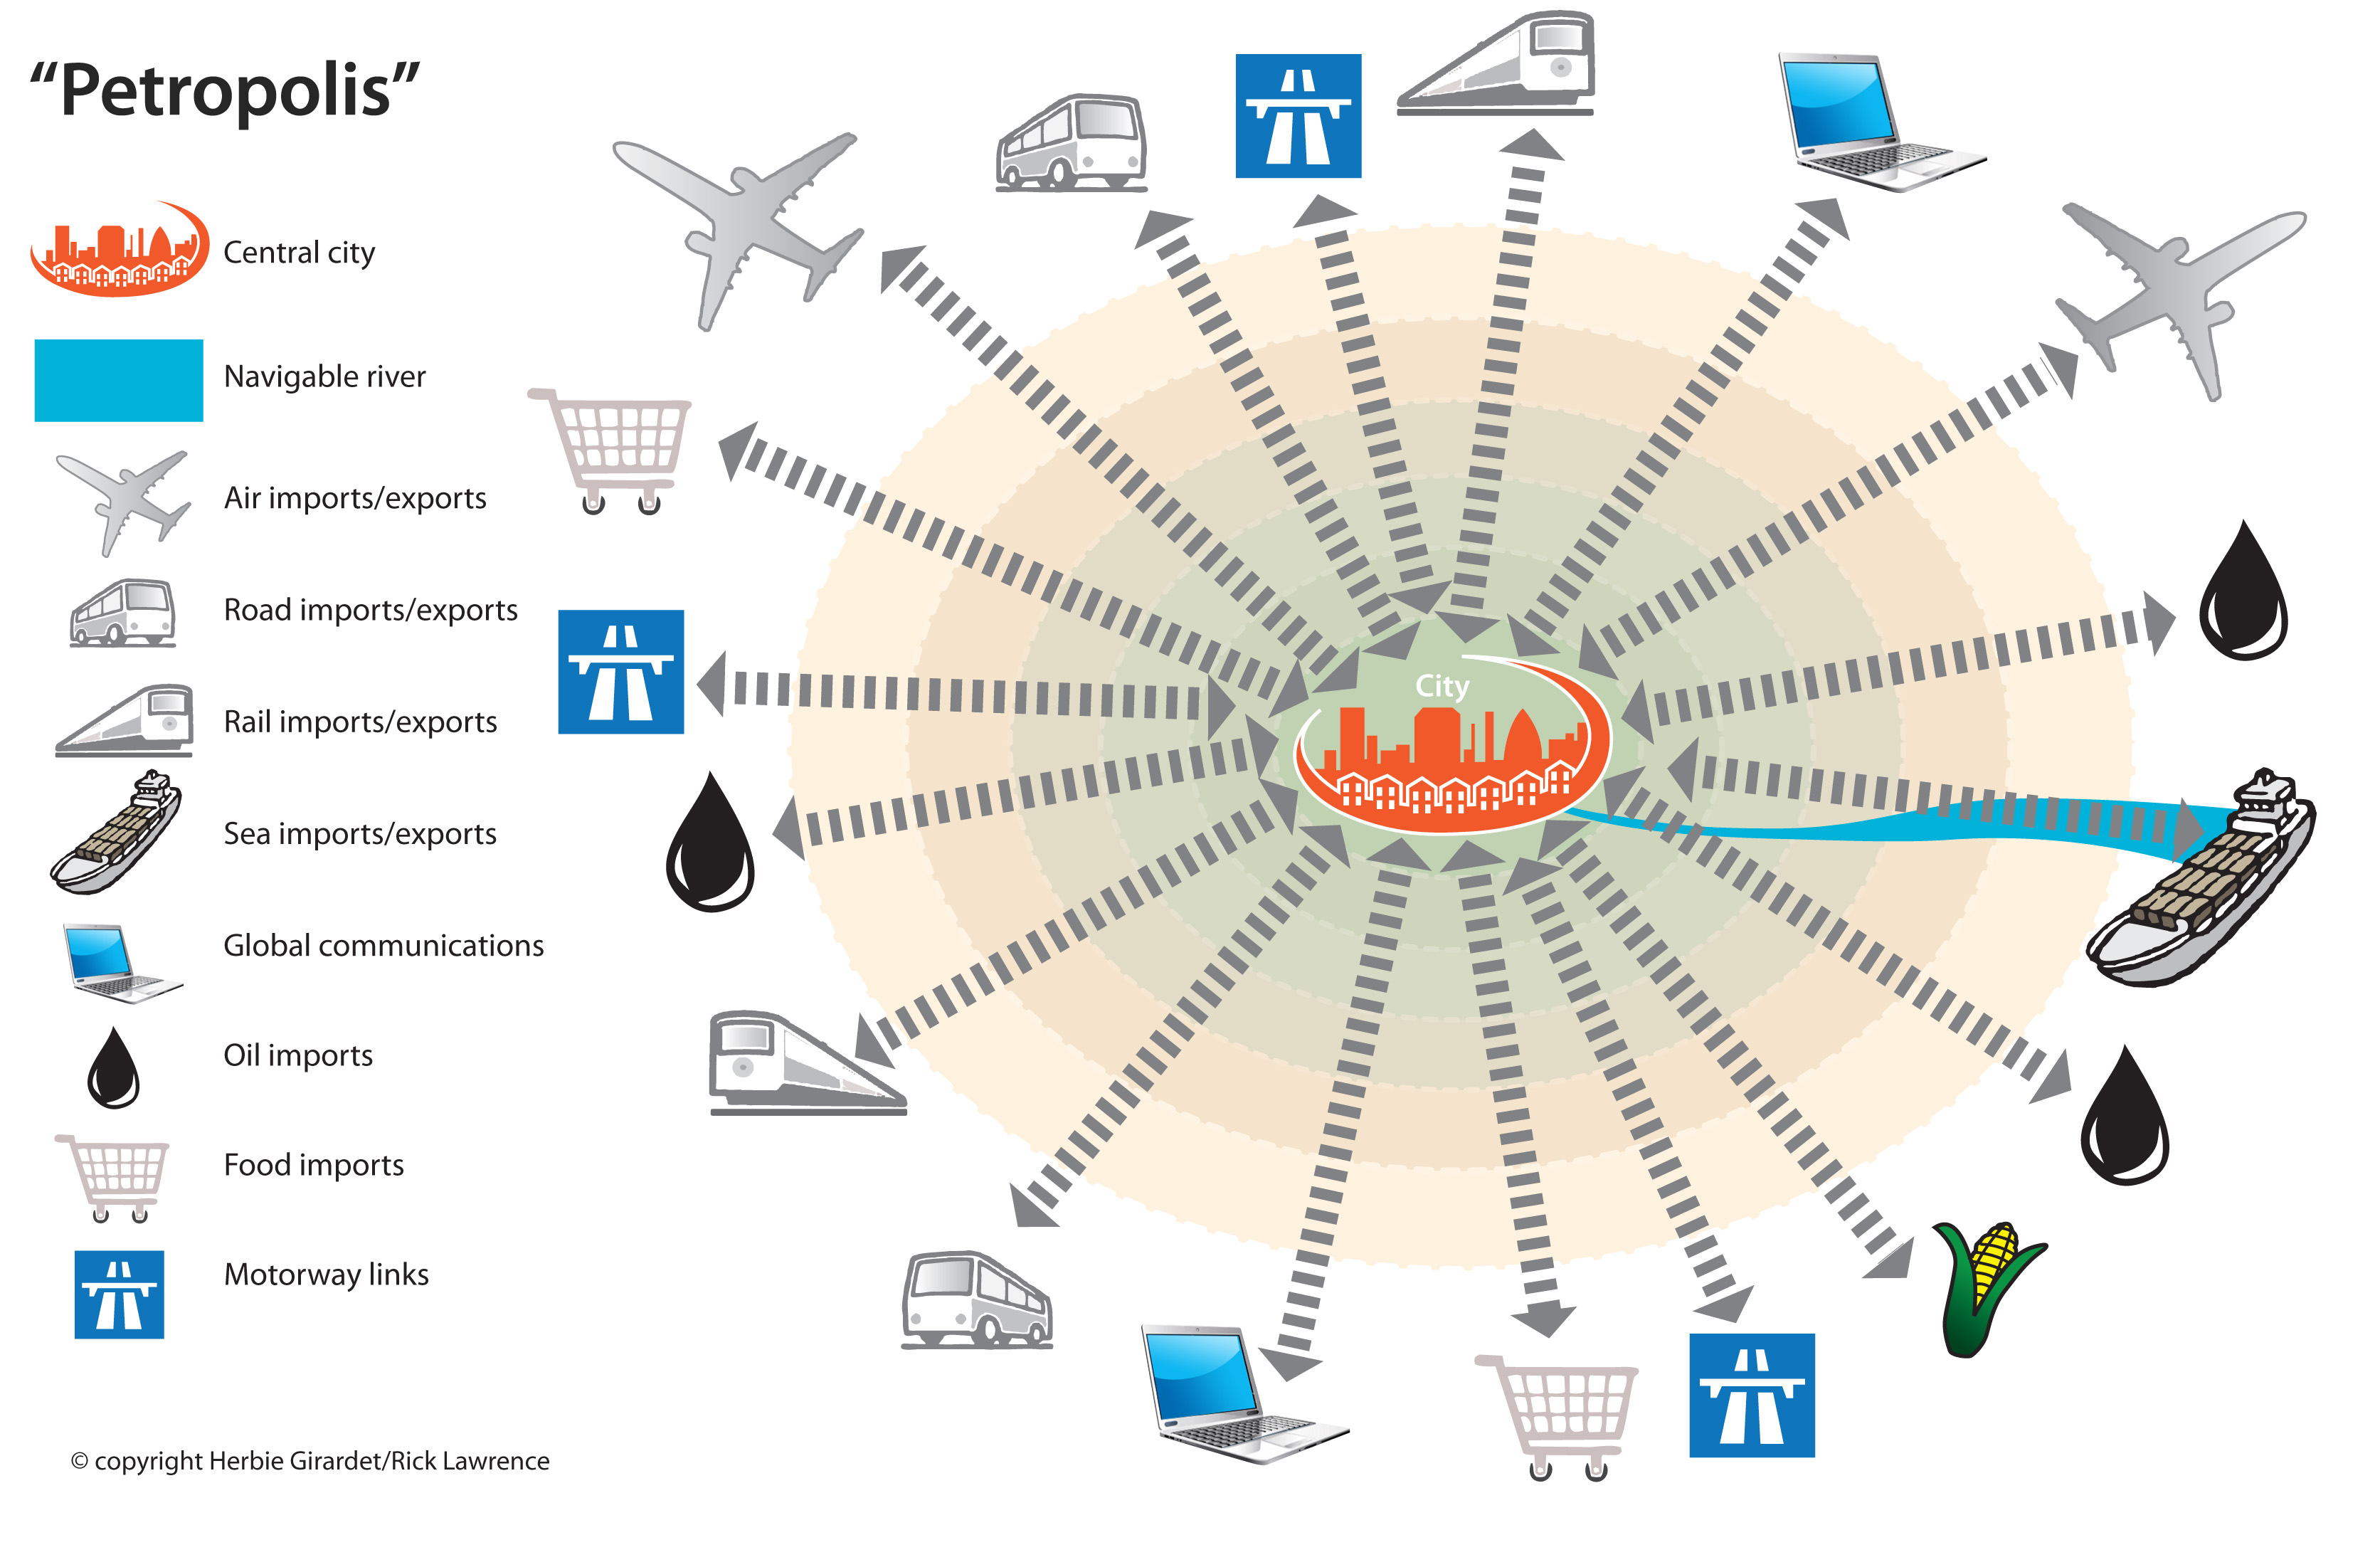 “Petropolis”
Central city
Navigable river
Air imports/exports
Road imports/exports
Rail imports/exports
Sea imports/exports
Global communications
Oil imports
Food imports
Motorway links
City
© copyright Herbie Girardet/Rick Lawrence